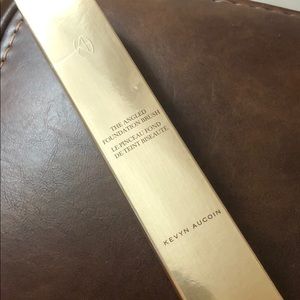 THE ANGLED
FOUNDATION BRUSH
LE PINCEAU FOND
DE TEINT BISEAUTÉ
KEVYN AUCOIN